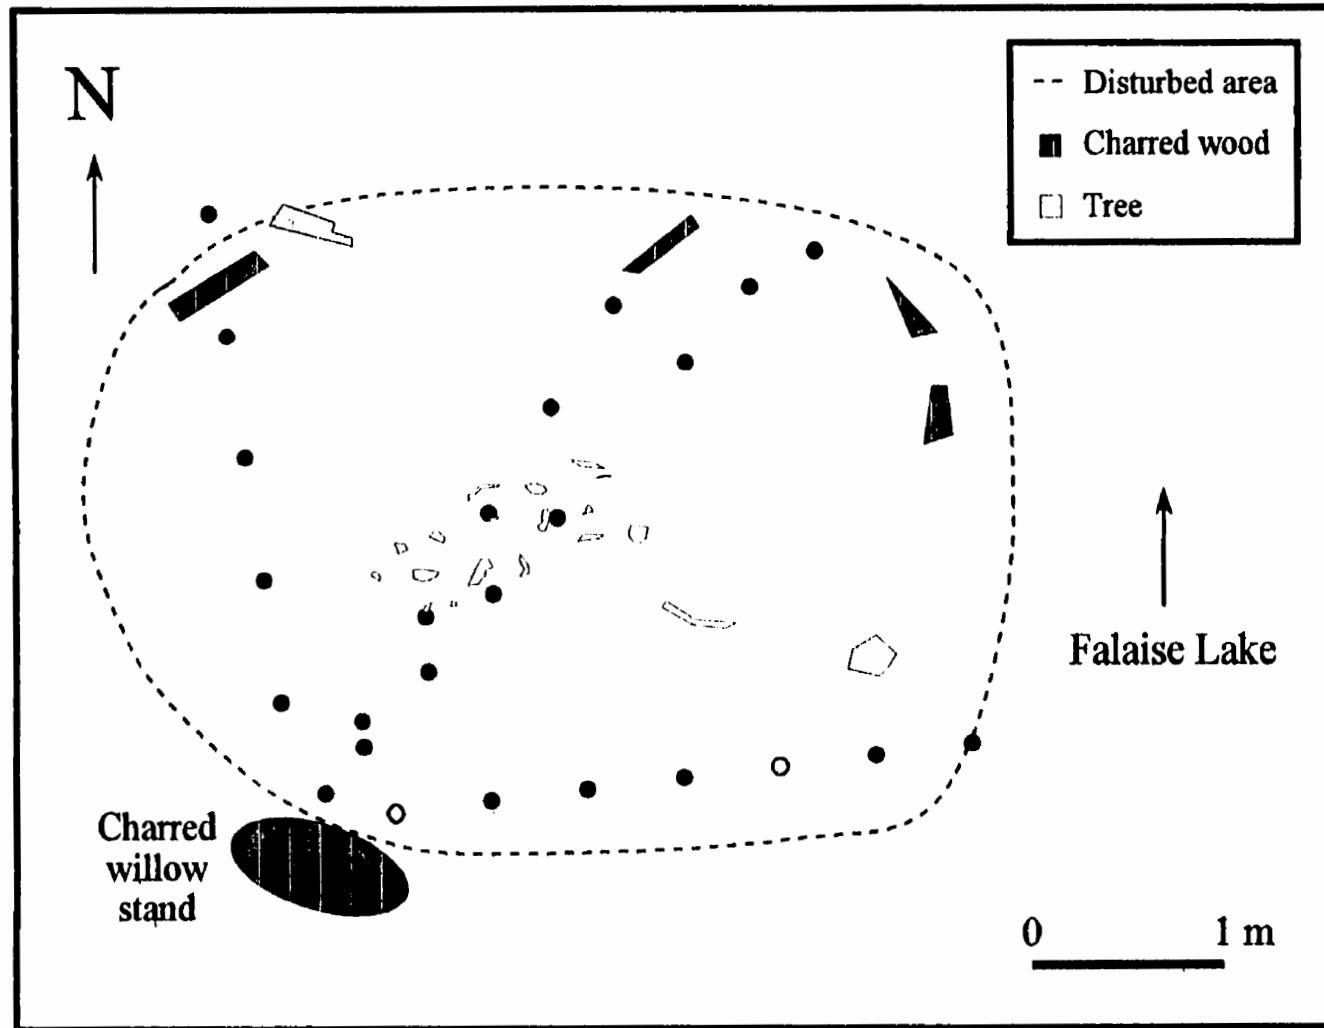 N
Disturbed area
Charred wood
Tree
Falaise Lake
Charred
willow
stand
0 1 m